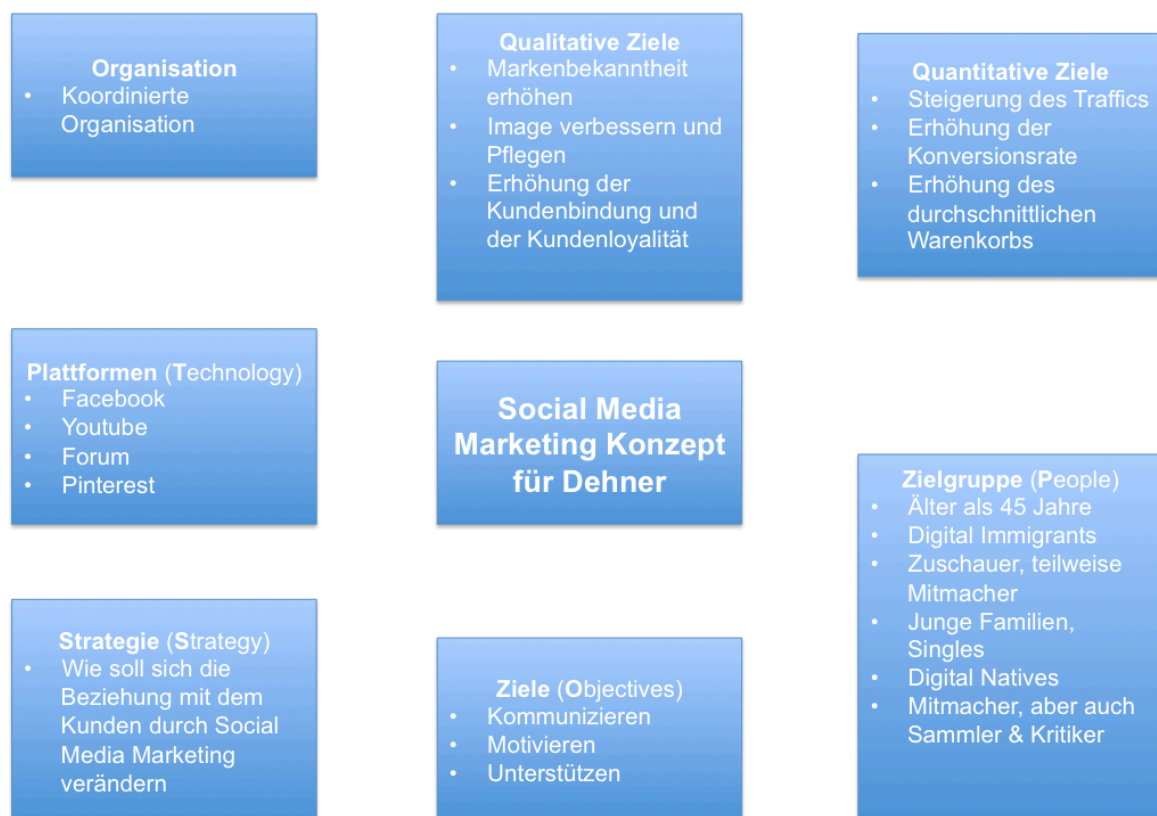 Organisation
• Koordinierte
Organisation
Qualitative Ziele
• Markenbekanntheit
erhöhen
• Image verbessern und
Pflegen
• Erhöhung der
Kundenbindung und
der Kundenloyalität
Quantitative Ziele
• Steigerung des Traffics
• Erhöhung der
Konversionsrate
• Erhöhung des
durchschnittlichen
Warenkorbs
Plattformen (Technology)
• Facebook
• Youtube
• Forum
• Pinterest
Social Media
Marketing Konzept
für Dehner
Zielgruppe (People)
• Älter als 45 Jahre
• Digital Immigrants
• Zuschauer, teilweise
Mitmacher
• Junge Familien,
Singles
• Digital Natives
• Mitmacher, aber auch
Sammler & Kritiker
Strategie (Strategy)
• Wie soll sich die
Beziehung mit dem
Kunden durch Social
Media Marketing
verändern
Ziele (Objectives)
• Kommunizieren
• Motivieren
• Unterstützen